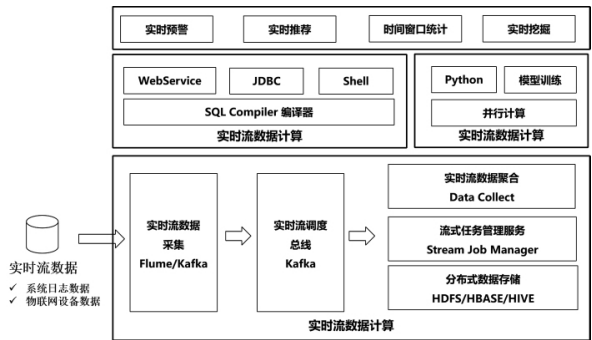 实时预警
实时推荐
时间窗口统计
实时挖掘
WebService
JDBC
Shell
SQL Compiler 编译器
实时流数据计算
Python
模型训练
并行计算
实时流数据计算
实时流数据
✓ 系统日志数据
✓ 物联网设备数据
实时流数据
采集
Flume/Kafka
实时流调度
总线
Kafka
实时流数据聚合
Data Collect
流式任务管理服务
Stream Job Manager
分布式数据存储
HDFS/HBASE/HIVE
实时流数据计算